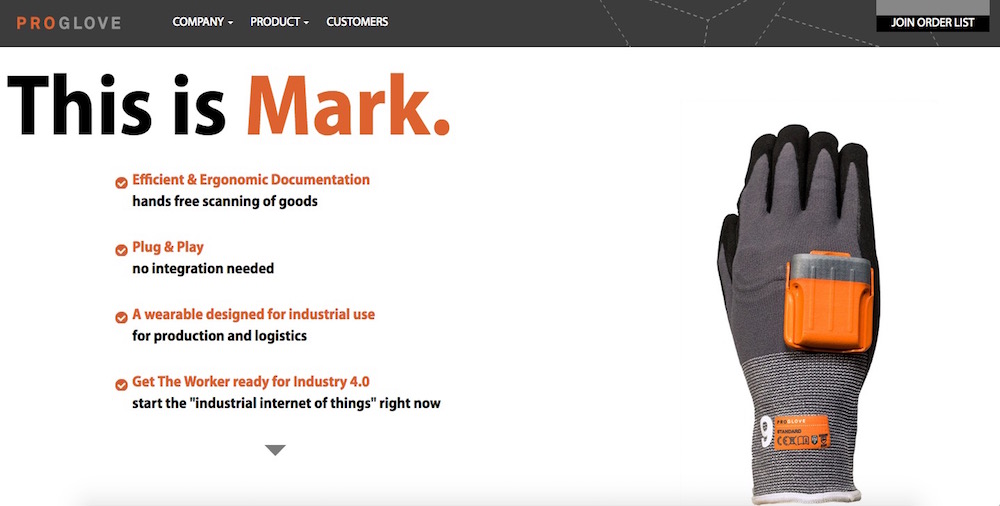 PROGLOVE
COMPANY
PRODUCT
CUSTOMERS
JOIN ORDER LIST
This is Mark.
Efficient & Ergonomic Documentation
hands free scanning of goods
Plug & Play
no integration needed
A wearable designed for industrial use
for production and logistics
Get The Worker ready for Industry 4.0
start the "industrial internet of things" right now
9
PROGLOVE
STANDARD